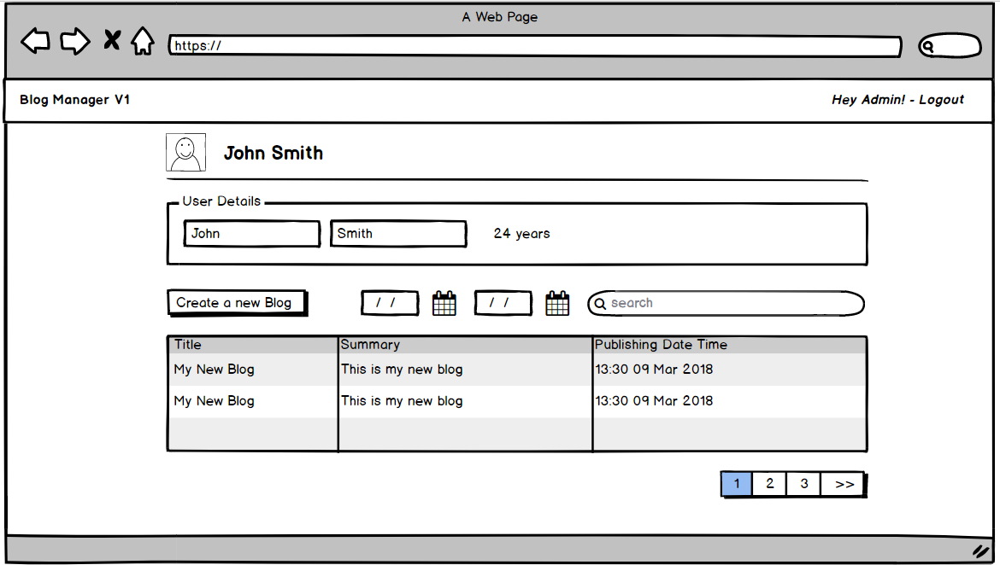 A Web Page
https://
Blog Manager V1
Hey Admin! - Logout
John Smith
User Details
John Smith 24 years
Create a new Blog / / / / search
Title Summary Publishing Date Time
My New Blog This is my new blog 13:30 09 Mar 2018
My New Blog This is my new blog 13:30 09 Mar 2018
1 2 3 >>